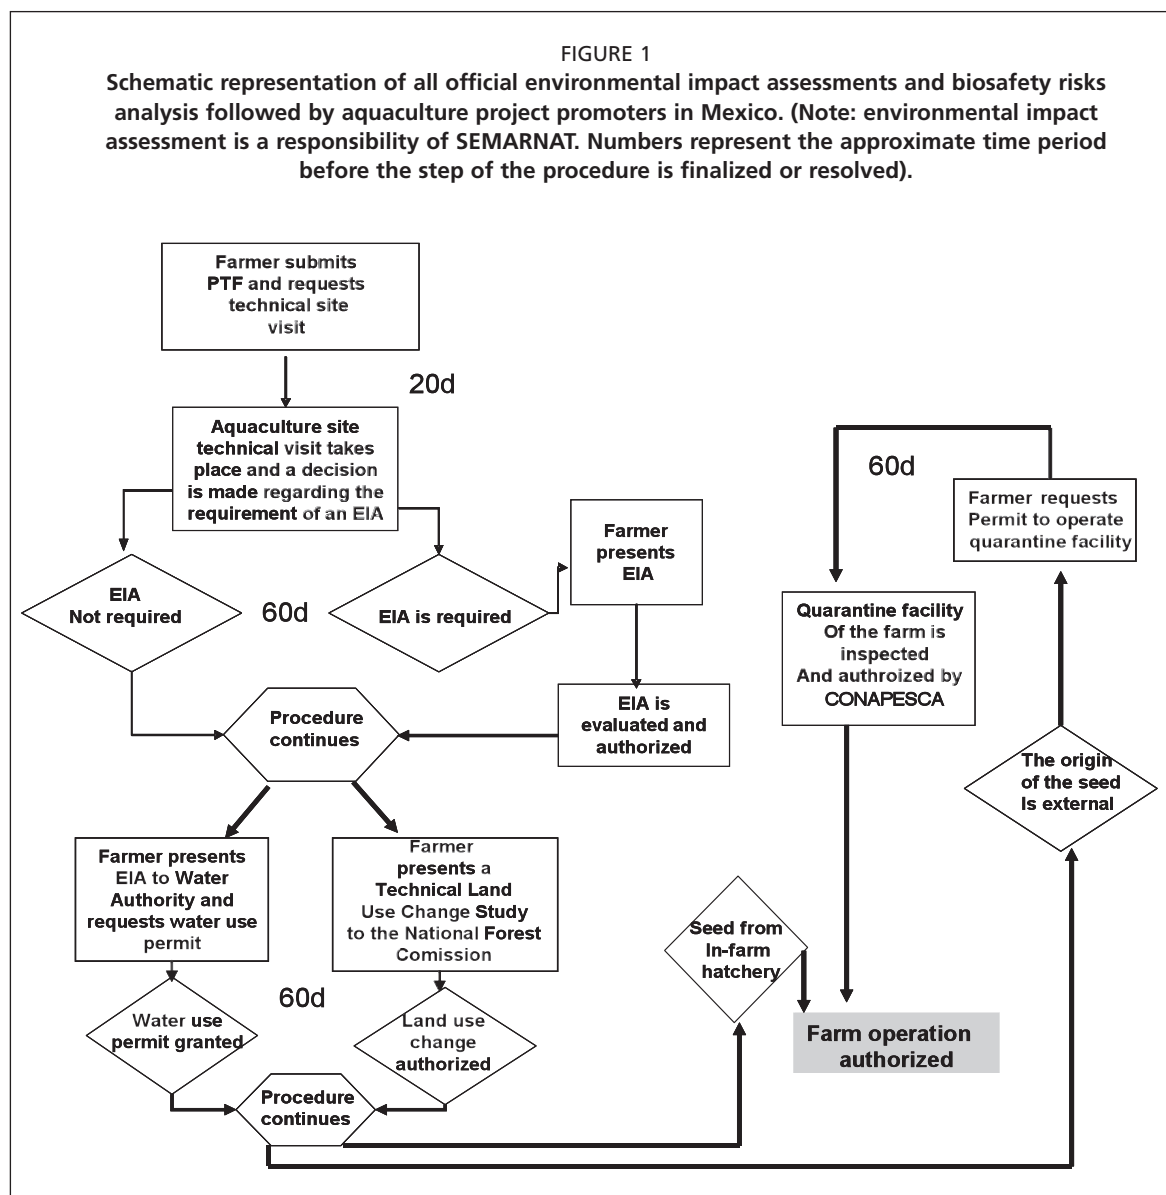 FIGURE 1
Schematic representation of all official environmental impact assessments and biosafety risks
analysis followed by aquaculture project promoters in Mexico. (Note: environmental impact
assessment is a responsibility of SEMARNAT. Numbers represent the approximate time period
before the step of the procedure is finalized or resolved).
Farmer submits
PTF and requests
technical site
visit
20d
Aquaculture site
technical visit takes
place and a decision
is made regarding the
requirement of an EIA
EIA
Not required
60d
EIA is required
Farmer
presents
EIA
EIA is
evaluated and
authorized
Procedure
continues
Farmer presents
EIA to Water
Authority and
requests water use
permit
Farmer
presents a
Technical Land
Use Change Study
to the National Forest
Comission
60d
Water use
permit granted
Land use
change
authorized
Procedure
continues
Seed from
In-farm
hatchery
The origin
of the seed
Is external
Farmer requests
Permit to operate
quarantine facility
60d
Quarantine facility
Of the farm is
inspected
And authroized by
CONAPESCA
Farm operation
authorized